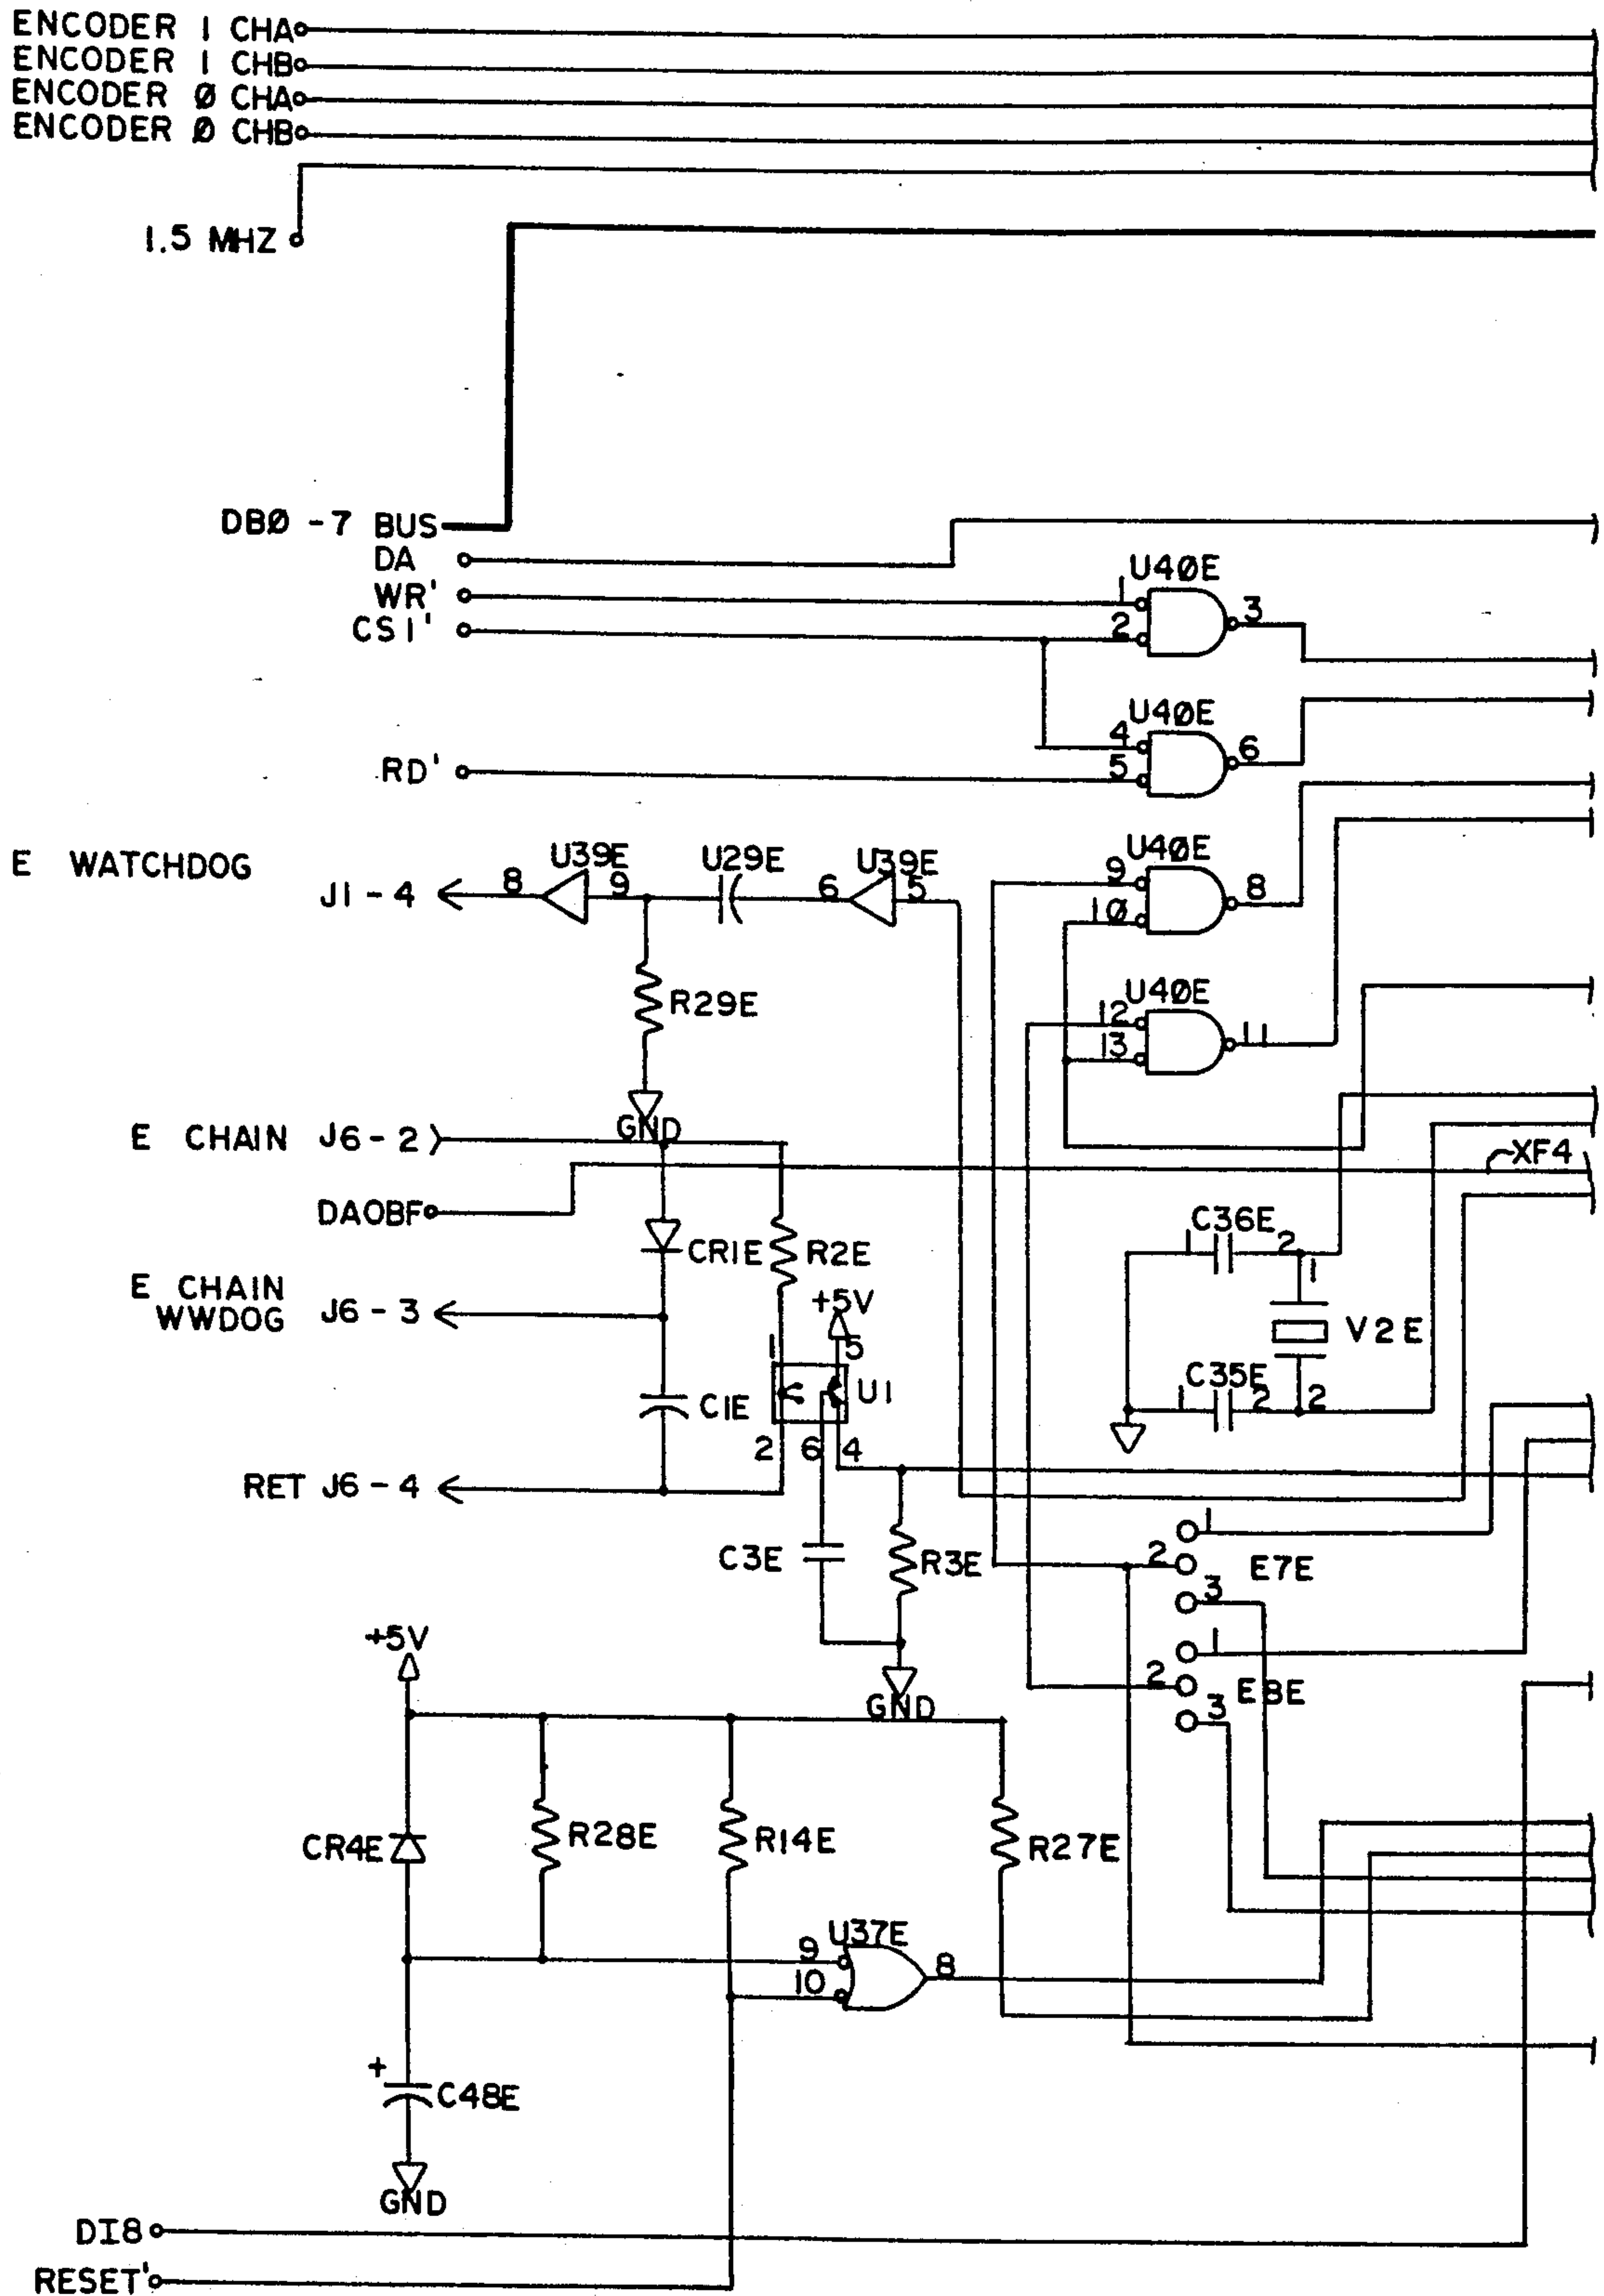 ENCODER 1 CHA
ENCODER 1 CHB
ENCODER Ø CHA
ENCODER Ø CHB
1.5 MHZ
DBØ -7 BUS
DA
WR'
CS1'
U4ØE
1
2
3
U4ØE
4
5
6
RD'
E WATCHDOG
J1 - 4
8
U39E
9
U29E
6
U39E
5
R29E
GND
U4ØE
9
1Ø
8
U4ØE
12
13
11
E CHAIN J6 - 2
XF4
DAOBF
CR1E
R2E
E CHAIN
WWDOG
J6 - 3
+5V
1
5
U1
C1E
2
6
4
RET J6 - 4
C36E
1
2
1
V2E
C35E
1
2
2
C3E
R3E
GND
1
2
3
E7E
1
2
3
E8E
+5V
CR4E
R28E
R14E
R27E
U37E
9
10
8
+
C48E
GND
DI8
RESET'